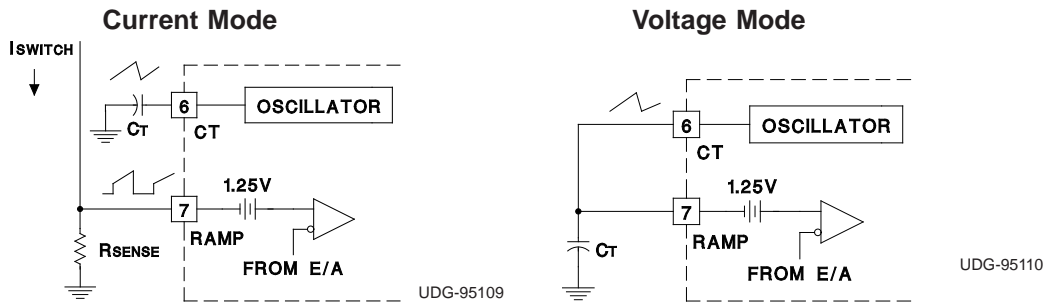 Current Mode
ISWITCH
6
OSCILLATOR
CT
CT
1.25V
7
RAMP
RSENSE
FROM E/A
UDG-95109
Voltage Mode
6
OSCILLATOR
CT
1.25V
7
CT
RAMP
FROM E/A
UDG-95110